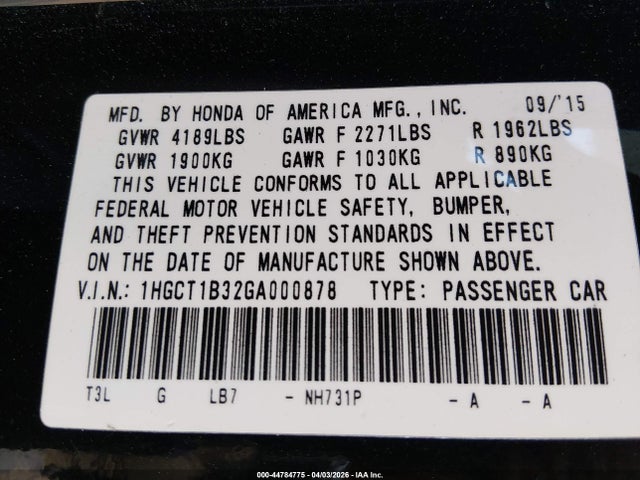 MFD. BY HONDA OF AMERICA MFG., INC. 09/'15
GVWR 4189LBS GAWR F 2271LBS R 1962LBS
GVWR 1900KG GAWR F 1030KG R 890KG
THIS VEHICLE CONFORMS TO ALL APPLICABLE
FEDERAL MOTOR VEHICLE SAFETY, BUMPER,
AND THEFT PREVENTION STANDARDS IN EFFECT
ON THE DATE OF MANUFACTURE SHOWN ABOVE.
V.I.N.: 1HGCT1B32GA000878 TYPE: PASSENGER CAR
T3L G LB7 - NH731P - A - A
000-44784775 - 04/03/2026 - IAA Inc.